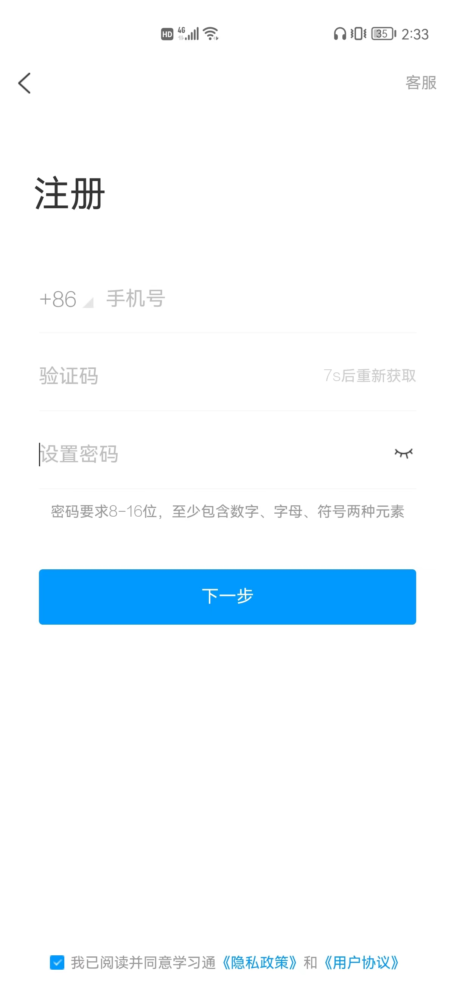 HD 4G 35 2:33
客服
注册
+86 手机号
验证码 7s后重新获取
设置密码
密码要求8-16位，至少包含数字、字母、符号两种元素
下一步
我已阅读并同意学习通《隐私政策》和《用户协议》